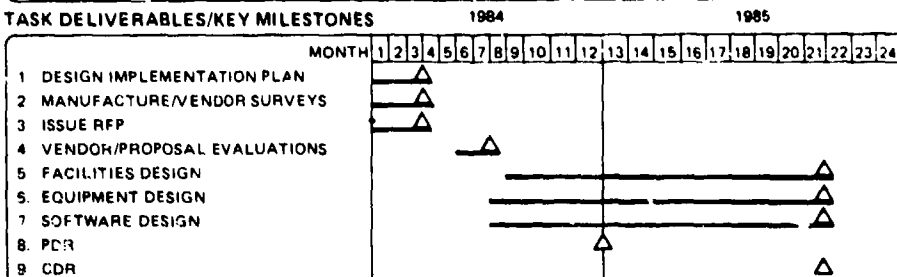 TASK DELIVERABLES/KEY MILESTONES 1984 1985
MONTH 1 2 3 4 5 6 7 8 9 10 11 12 13 14 15 16 17 18 19 20 21 22 23 24
1 DESIGN IMPLEMENTATION PLAN
2 MANUFACTURE/VENDOR SURVEYS
3 ISSUE RFP
4 VENDOR/PROPOSAL EVALUATIONS
5 FACILITIES DESIGN
6. EQUIPMENT DESIGN
7 SOFTWARE DESIGN
8. PDR
9 CDR